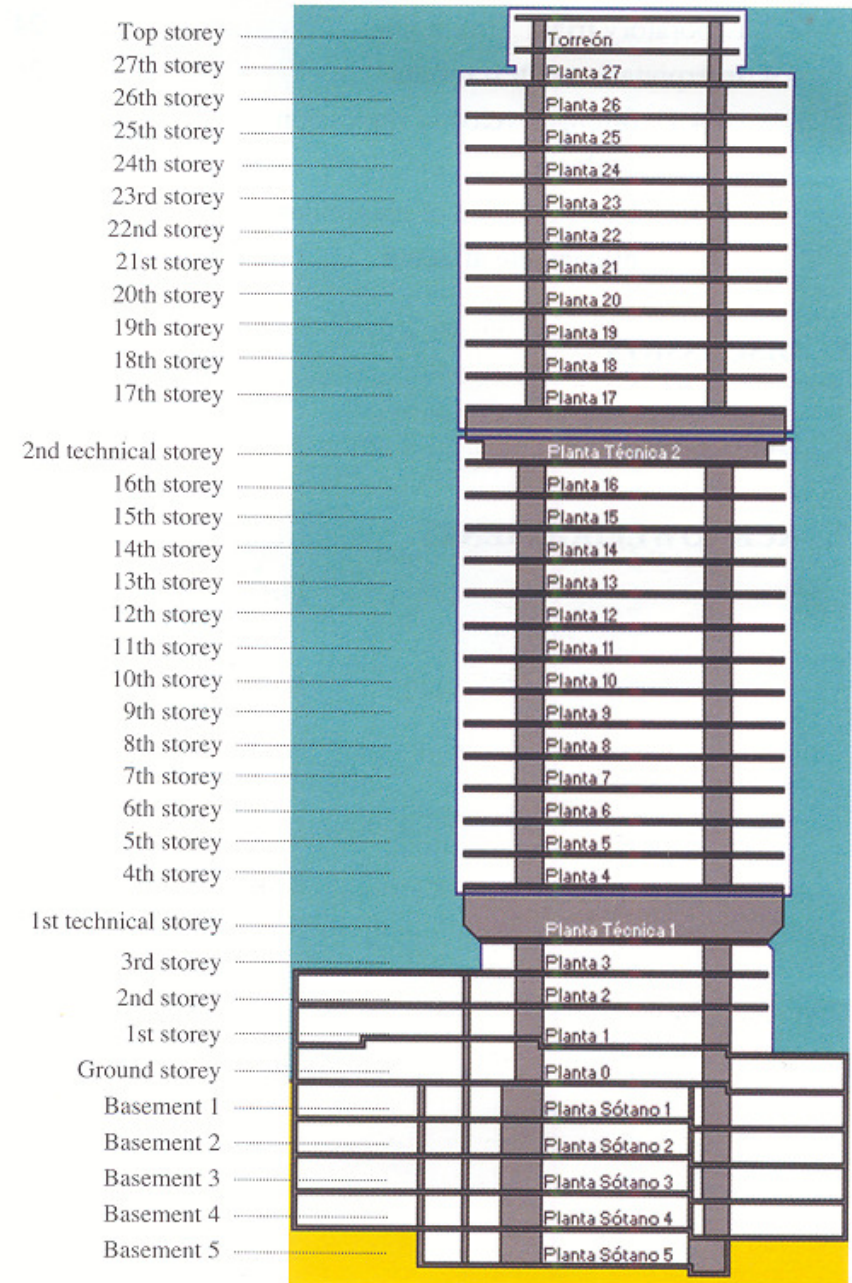 Top storey Torreón
27th storey Planta 27
26th storey Planta 26
25th storey Planta 25
24th storey Planta 24
23rd storey Planta 23
22nd storey Planta 22
21st storey Planta 21
20th storey Planta 20
19th storey Planta 19
18th storey Planta 18
17th storey Planta 17
2nd technical storey Planta Técnica 2
16th storey Planta 16
15th storey Planta 15
14th storey Planta 14
13th storey Planta 13
12th storey Planta 12
11th storey Planta 11
10th storey Planta 10
9th storey Planta 9
8th storey Planta 8
7th storey Planta 7
6th storey Planta 6
5th storey Planta 5
4th storey Planta 4
1st technical storey Planta Técnica 1
3rd storey Planta 3
2nd storey Planta 2
1st storey Planta 1
Ground storey Planta 0
Basement 1 Planta Sótano 1
Basement 2 Planta Sótano 2
Basement 3 Planta Sótano 3
Basement 4 Planta Sótano 4
Basement 5 Planta Sótano 5